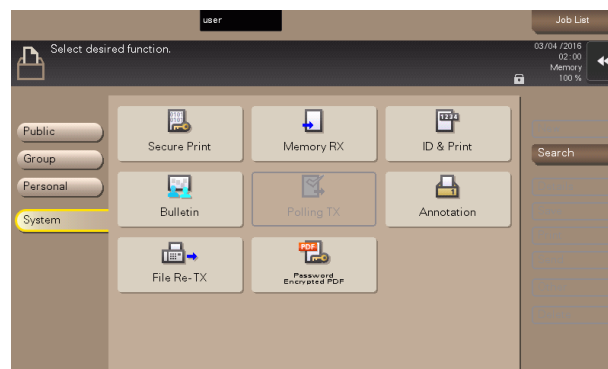 user
Job List
Select desired function.
03/04 /2016
02:00
Memory
100 %
Public
Group
Personal
System
Secure Print
Memory RX
ID & Print
Bulletin
Polling TX
Annotation
File Re-TX
PDF
Password
Encrypted PDF
Search